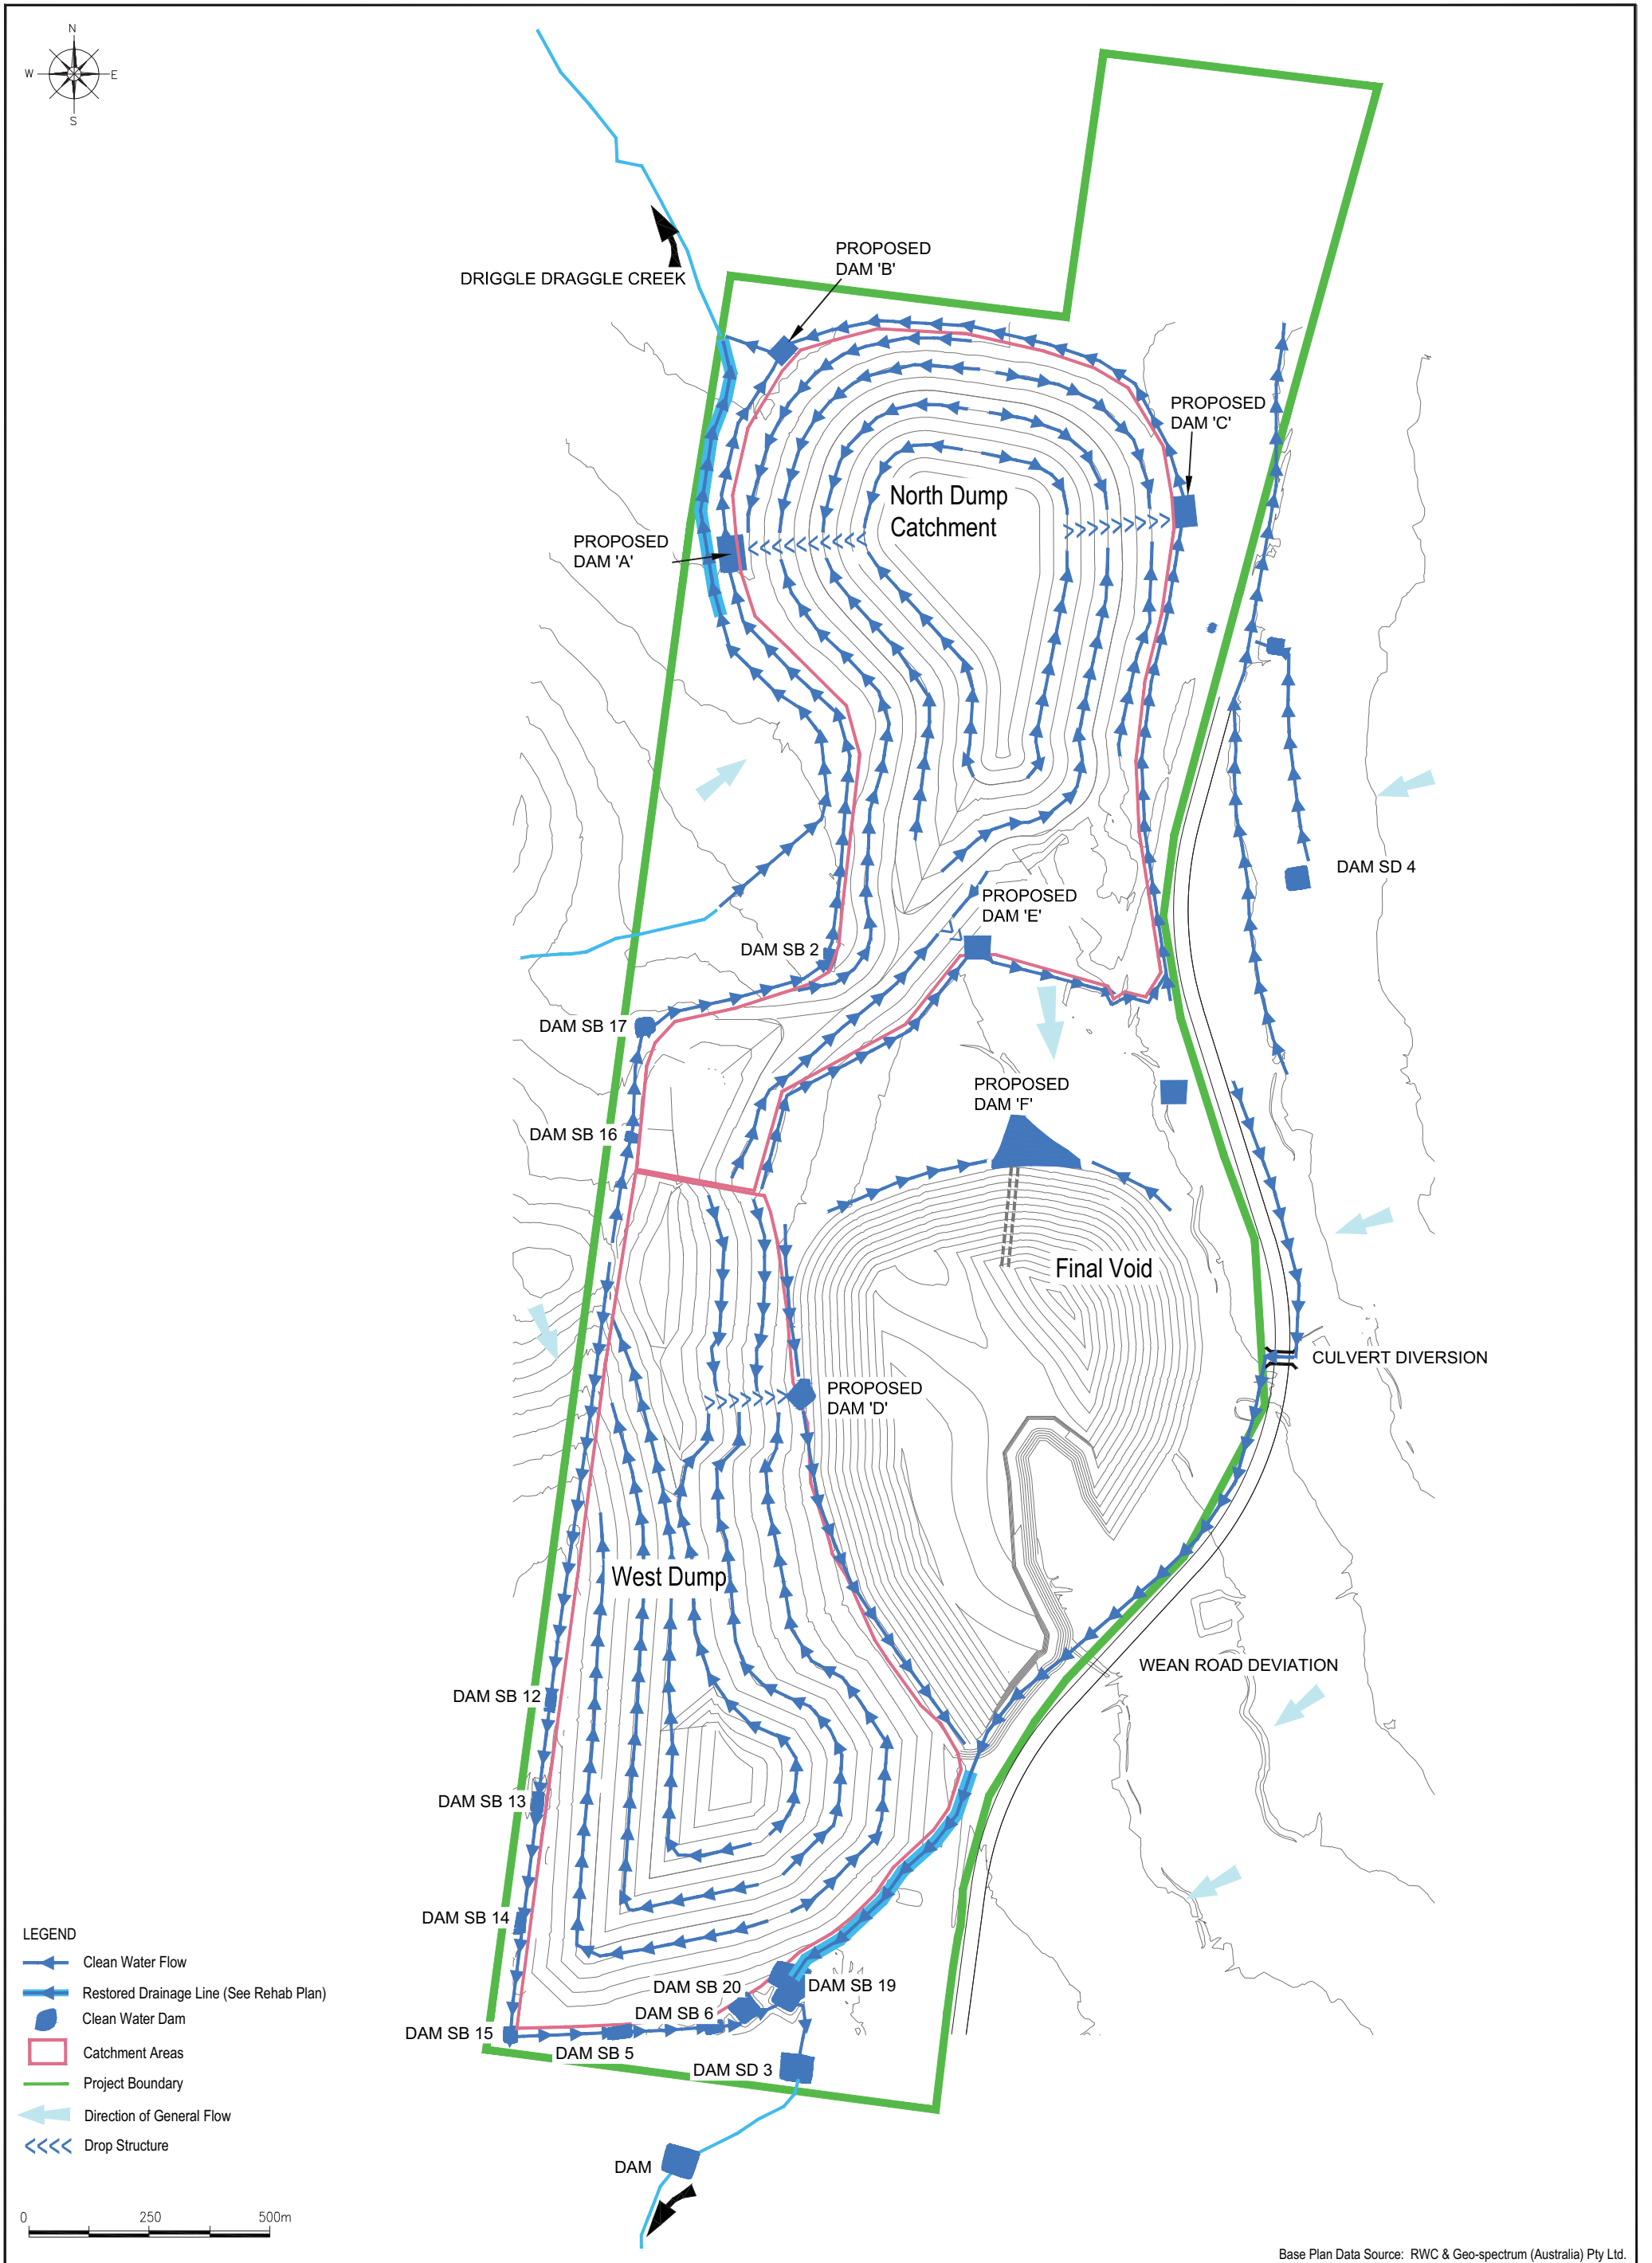 N
W
E
S
PROPOSED
DAM 'B'
DRIGGLE DRAGGLE CREEK
PROPOSED
DAM 'C'
North Dump
Catchment
PROPOSED
DAM 'A'
DAM SD 4
PROPOSED
DAM 'E'
DAM SB 2
DAM SB 17
PROPOSED
DAM 'F'
DAM SB 16
Final Void
CULVERT DIVERSION
PROPOSED
DAM 'D'
West Dump
WEAN ROAD DEVIATION
DAM SB 12
DAM SB 13
DAM SB 14
DAM SB 20
DAM SB 19
DAM SB 6
DAM SB 15
DAM SB 5
DAM SD 3
DAM
LEGEND
Clean Water Flow
Restored Drainage Line (See Rehab Plan)
Clean Water Dam
Catchment Areas
Project Boundary
Direction of General Flow
Drop Structure
0 250 500m
Base Plan Data Source: RWC & Geo-spectrum (Australia) Pty Ltd.